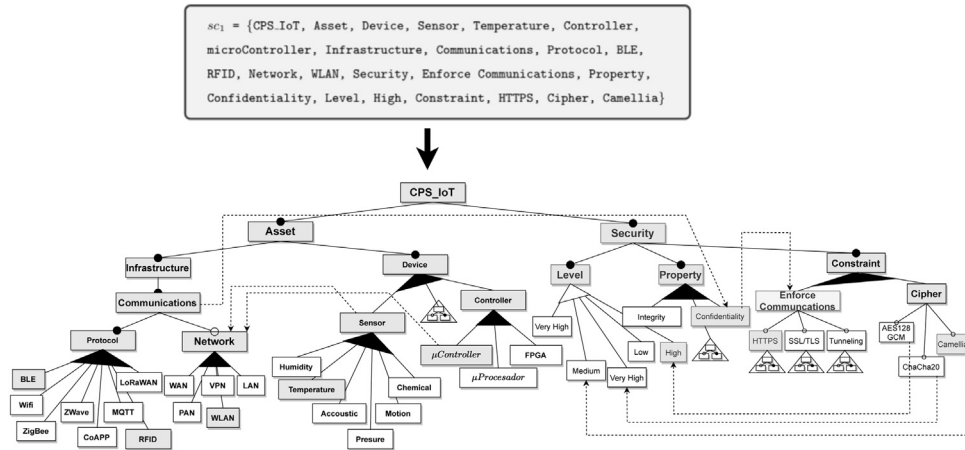 sc1 = {CPS_IoT, Asset, Device, Sensor, Temperature, Controller,
microController, Infrastructure, Communications, Protocol, BLE,
RFID, Network, WLAN, Security, Enforce Communications, Property,
Confidentiality, Level, High, Constraint, HTTPS, Cipher, Camellia}
CPS_IoT
Asset
Security
Infrastructure
Device
Level
Property
Constraint
Communications
Controller
Enforce
Communcations
Cipher
Sensor
Very High
Integrity
Confidentiality
AES128
GCM
Protocol
Network
μController
FPGA
Low
High
HTTPS
SSL/TLS
Tunneling
Camellia
Humidity
μProcesador
Medium
Very High
ChaCha20
BLE
LoRaWAN
WAN
VPN
LAN
Temperature
Chemical
Wifi
ZWave
MQTT
PAN
WLAN
Accoustic
Motion
ZigBee
CoAPP
RFID
Presure